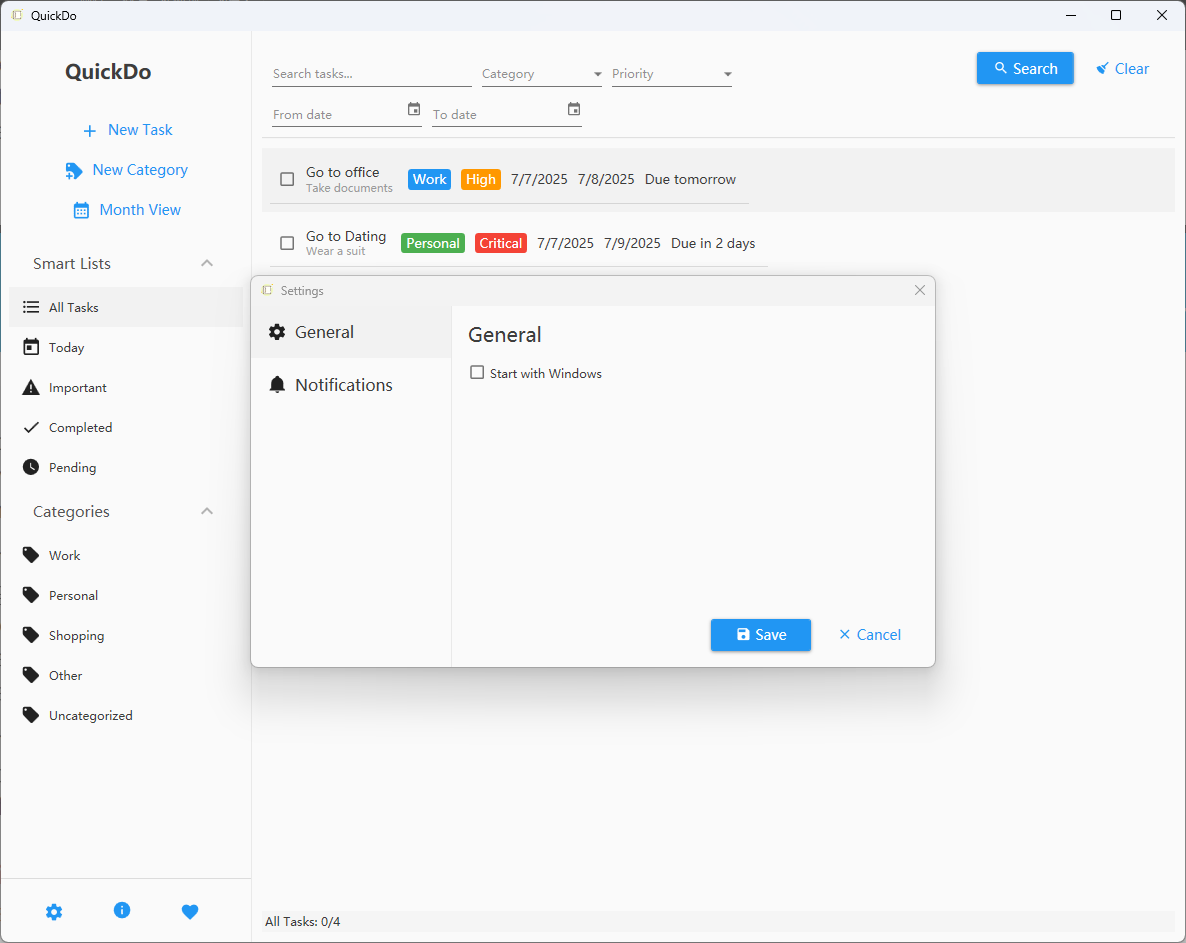 QuickDo
QuickDo
New Task
New Category
Month View
Smart Lists
All Tasks
Today
Important
Completed
Pending
Categories
Work
Personal
Shopping
Other
Uncategorized
Search tasks...
Category
Priority
Search
Clear
From date
To date
Go to office
Take documents
Work
High
7/7/2025
7/8/2025
Due tomorrow
Go to Dating
Wear a suit
Personal
Critical
7/7/2025
7/9/2025
Due in 2 days
Settings
General
Notifications
General
Start with Windows
Save
Cancel
All Tasks: 0/4